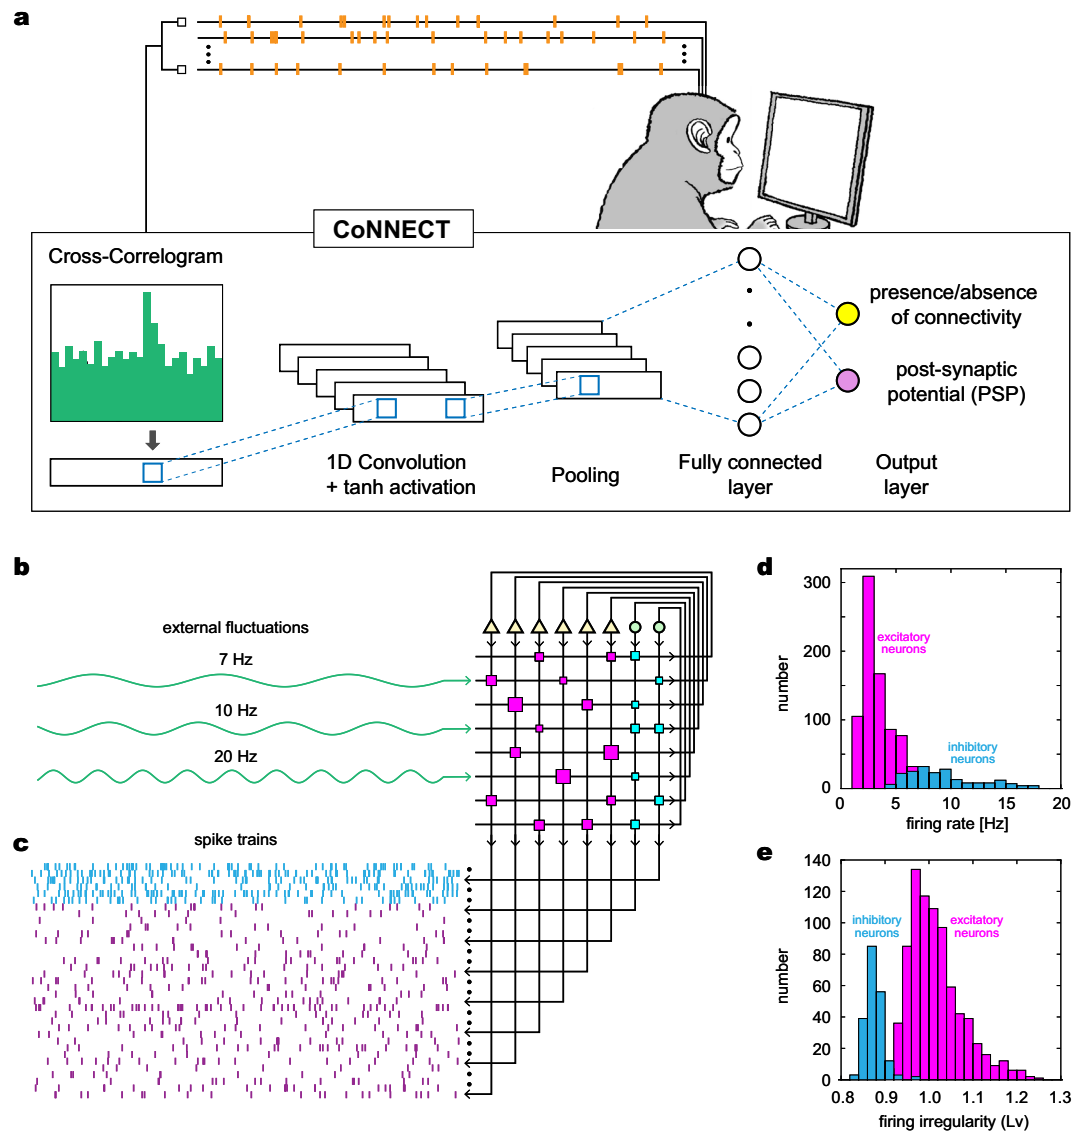 a
CoNNECT
Cross-Correlogram
presence/absence
of connectivity
post-synaptic
potential (PSP)
1D Convolution
+ tanh activation
Pooling
Fully connected
layer
Output
layer
b
external fluctuations
7 Hz
10 Hz
20 Hz
c
spike trains
d
300
200
100
0
number
excitatory
neurons
inhibitory
neurons
0
5
10
15
20
firing rate [Hz]
e
140
120
100
80
60
40
20
0
number
inhibitory
neurons
excitatory
neurons
0.8
0.9
1.0
1.1
1.2
1.3
firing irregularity (Lv)